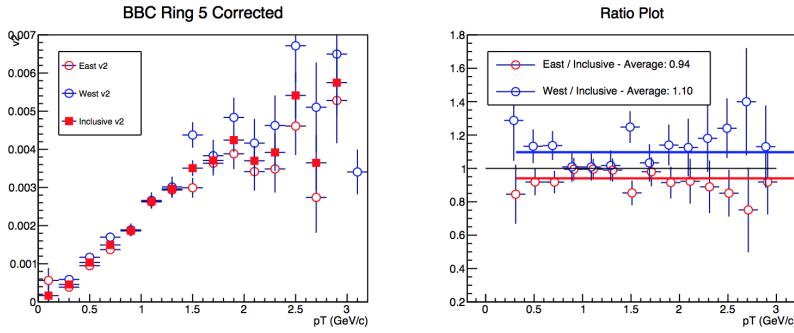 BBC Ring 5 Corrected
v2
0.007
0.006
0.005
0.004
0.003
0.002
0.001
0
East v2
West v2
Inclusive v2
0 0.5 1 1.5 2 2.5 3
pT (GeV/c)
Ratio Plot
1.8
1.6
1.4
1.2
1
0.8
0.6
0.4
0.2
East / Inclusive - Average: 0.94
West / Inclusive - Average: 1.10
0 0.5 1 1.5 2 2.5 3
pT (GeV/c)